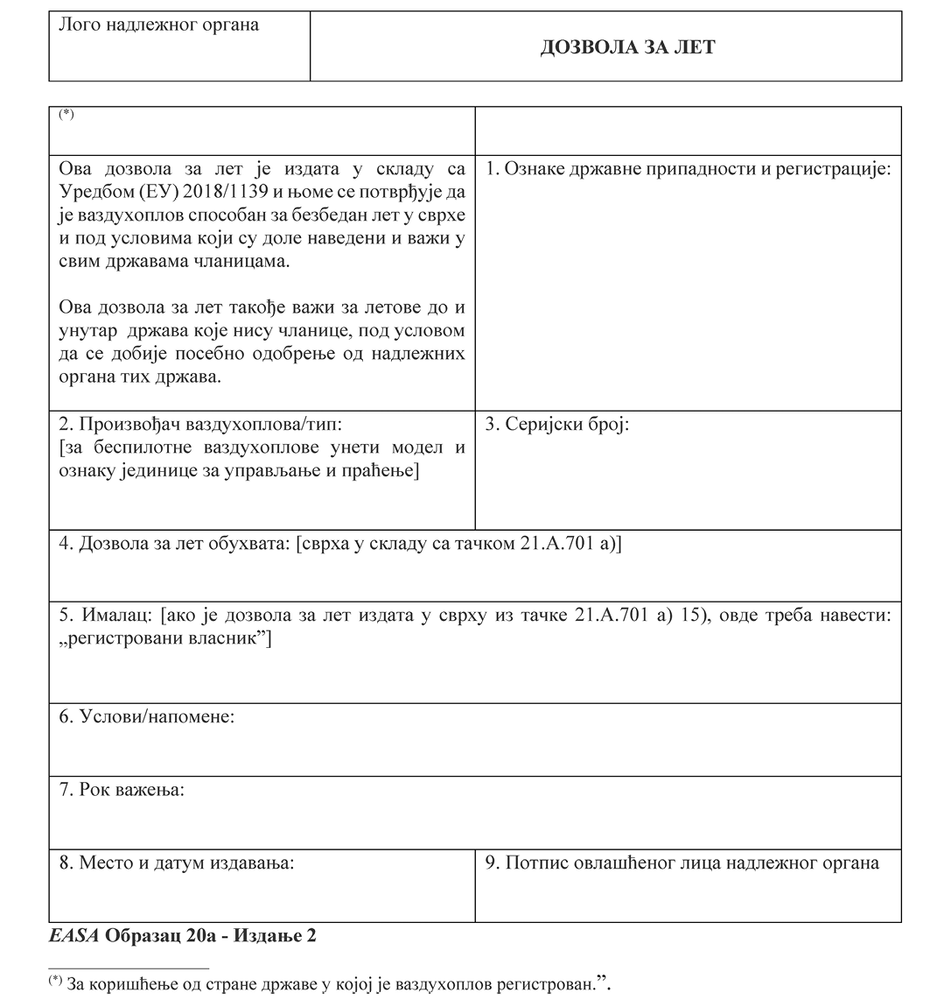 Лого надлежног органа
ДОЗВОЛА ЗА ЛЕТ
(*)
Ова дозвола за лет је издата у складу са
Уредбом (ЕУ) 2018/1139 и њоме се потврђује да
је ваздухоплов способан за безбедан лет у сврхе
и под условима који су доле наведени и важи у
свим државама чланицама.
Ова дозвола за лет такође важи за летове до и
унутар држава које нису чланице, под условом
да се добије посебно одобрење од надлежних
органа тих држава.
1. Ознаке државне припадности и регистрације:
2. Произвођач ваздухоплова/тип:
[за беспилотне ваздухоплове унети модел и
ознаку јединице за управљање и праћење]
3. Серијски број:
4. Дозвола за лет обухвата: [сврха у складу са тачком 21.А.701 а)]
5. Ималац: [ако је дозвола за лет издата у сврху из тачке 21.А.701 а) 15), овде треба навести:
„регистровани власник”]
6. Услови/напомене:
7. Рок важења:
8. Место и датум издавања:
9. Потпис овлашћеног лица надлежног органа
EASA Образац 20а - Издање 2
(*) За коришћење од стране државе у којој је ваздухоплов регистрован.”.